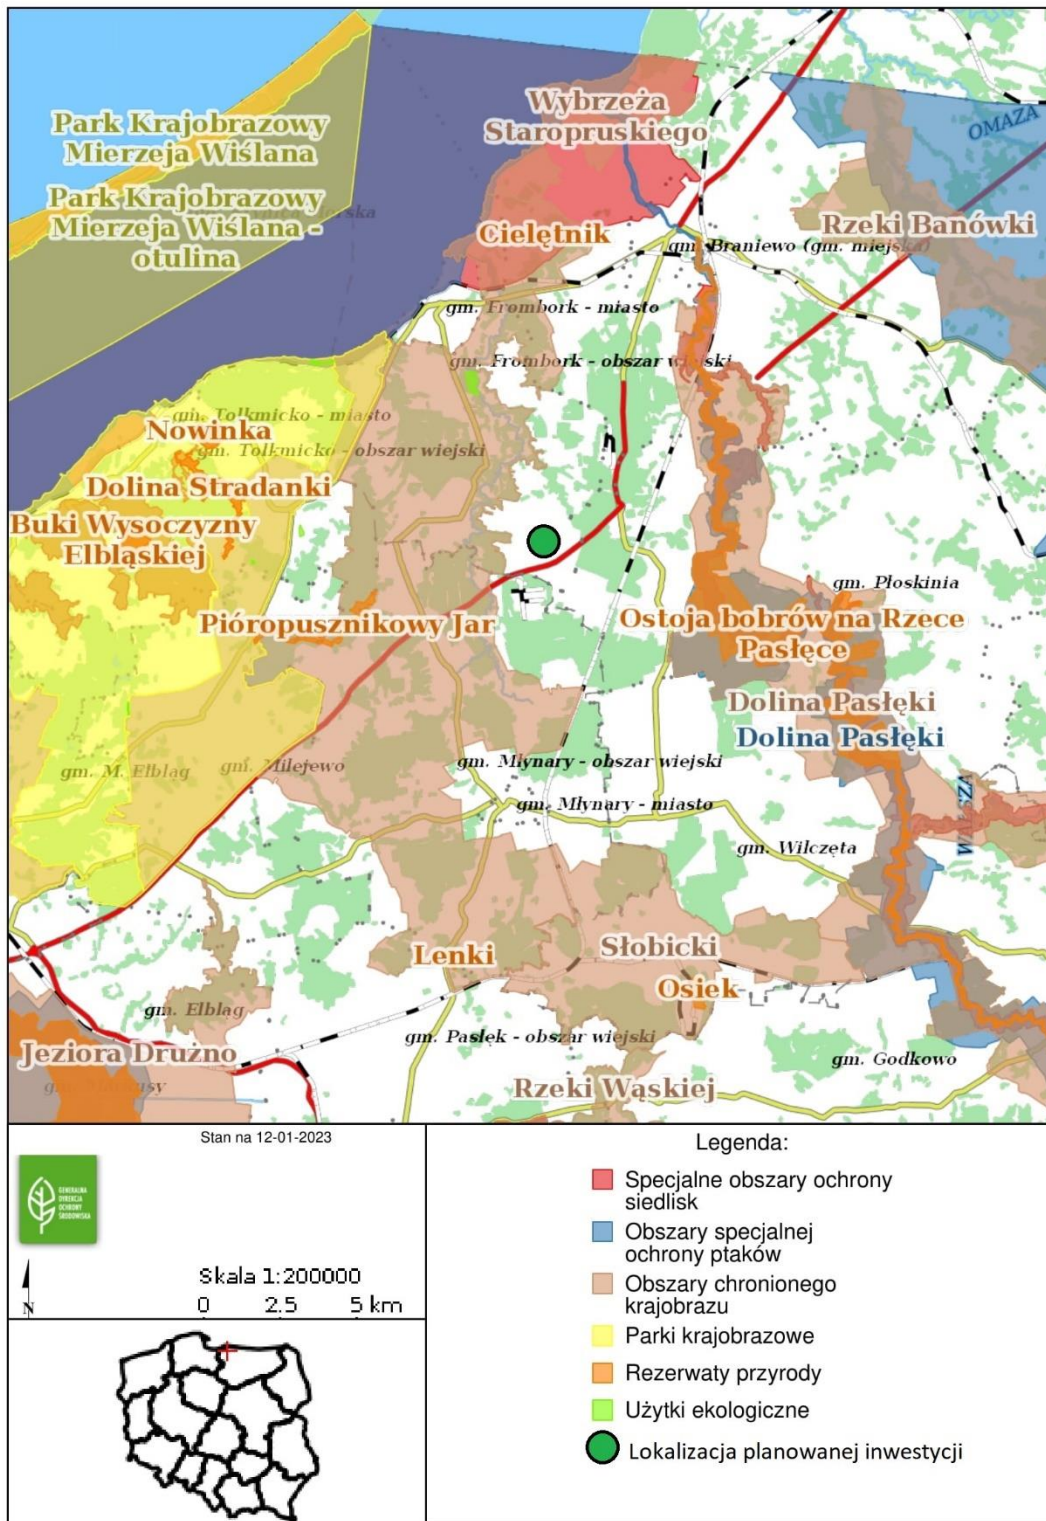 Park Krajobrazowy
Mierzeja Wiślana
Park Krajobrazowy
Mierzeja Wiślana -
otulina
Wybrzeża
Staropruskiego
OMAZA
Cielętnik
Rzeki Banówki
gm. Braniewo (gm. miejska)
gm. Frombork - miasto
gm. Frombork - obszar wiejski
gm. Tolkmicko - miasto
Nowinka
gm. Tolkmicko - obszar wiejski
Dolina Stradanki
Buki Wysoczyzny
Elbląskiej
gm. Płoskinia
Pióropusznikowy Jar
Ostoja bobrów na Rzece
Pasłęce
Dolina Pasłęki
Dolina Pasłęki
gm. M. Elbląg
gm. Milejewo
gm. Młynary - obszar wiejski
gm. Młynary - miasto
gm. Wilczęta
Lenki
Słobicki
Osiek
gm. Elbląg
gm. Pasłęk - obszar wiejski
Jeziora Druzno
gm. Godkowo
Rzeki Wąskiej
Stan na 12-01-2023
GENERALNA
DYREKCJA
OCHRONY
ŚRODOWISKA
N
Skala 1:200000
0 2.5 5 km
Legenda:
Specjalne obszary ochrony
siedlisk
Obszary specjalnej
ochrony ptaków
Obszary chronionego
krajobrazu
Parki krajobrazowe
Rezerwaty przyrody
Użytki ekologiczne
Lokalizacja planowanej inwestycji